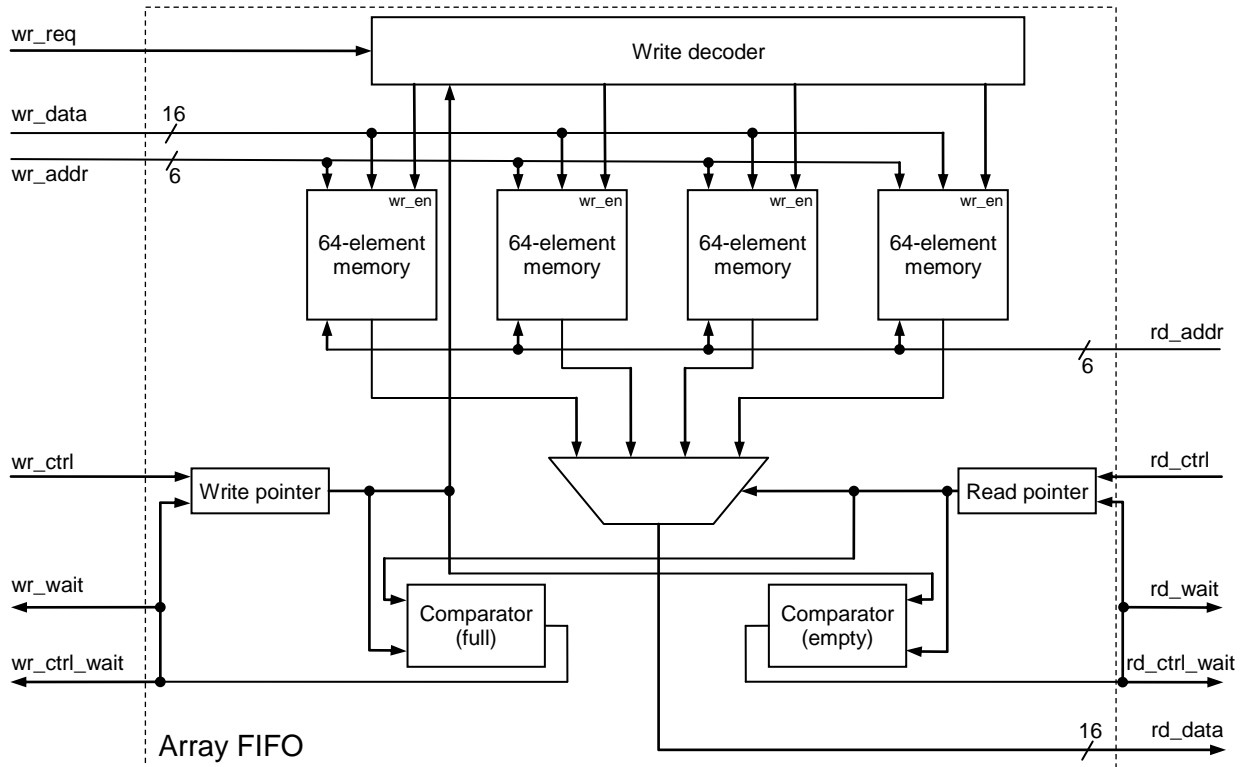 wr_req
Write decoder
wr_data
16
wr_addr
6
wr_en
wr_en
wr_en
wr_en
64-element
memory
64-element
memory
64-element
memory
64-element
memory
rd_addr
6
wr_ctrl
rd_ctrl
Write pointer
Read pointer
wr_wait
rd_wait
Comparator
(full)
Comparator
(empty)
wr_ctrl_wait
rd_ctrl_wait
Array FIFO
16
rd_data